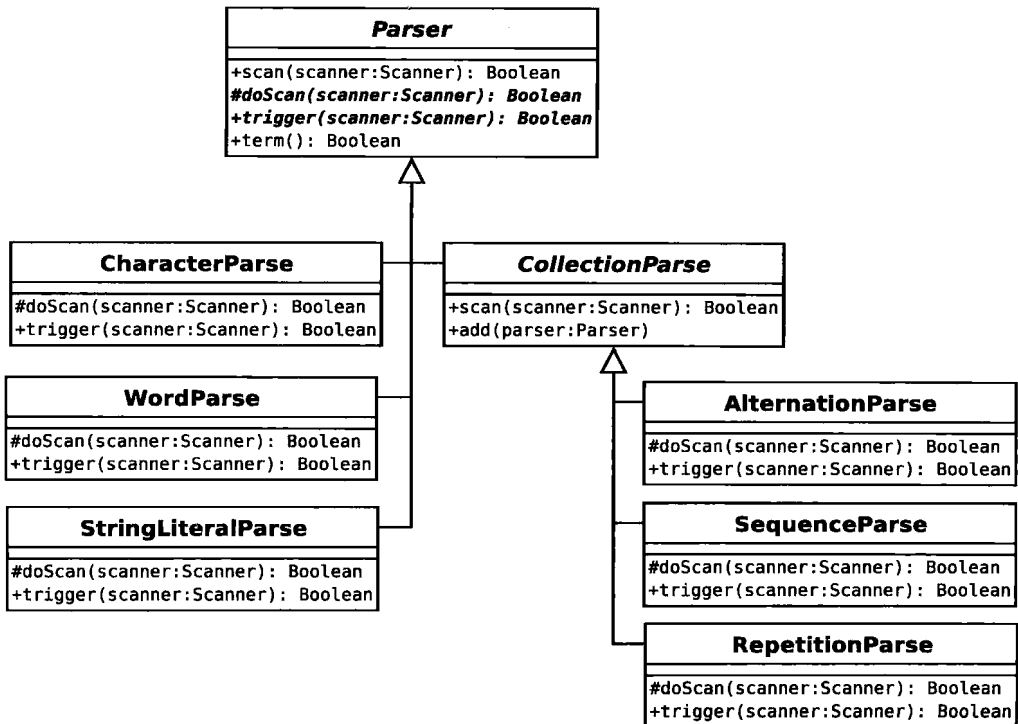 Parser
+scan(scanner:Scanner): Boolean
#doScan(scanner:Scanner): Boolean
+trigger(scanner:Scanner): Boolean
+term(): Boolean
CharacterParse
#doScan(scanner:Scanner): Boolean
+trigger(scanner:Scanner): Boolean
CollectionParse
+scan(scanner:Scanner): Boolean
+add(parser:Parser)
WordParse
#doScan(scanner:Scanner): Boolean
+trigger(scanner:Scanner): Boolean
AlternationParse
#doScan(scanner:Scanner): Boolean
+trigger(scanner:Scanner): Boolean
StringLiteralParse
#doScan(scanner:Scanner): Boolean
+trigger(scanner:Scanner): Boolean
SequenceParse
#doScan(scanner:Scanner): Boolean
+trigger(scanner:Scanner): Boolean
RepetitionParse
#doScan(scanner:Scanner): Boolean
+trigger(scanner:Scanner): Boolean